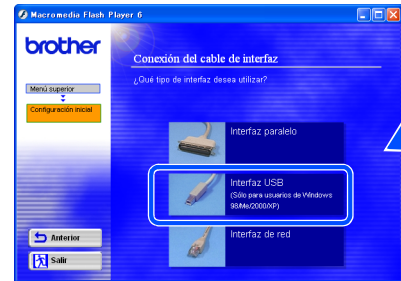 Macromedia Flash Player 6
brother
Conexión del cable de interfaz
¿Qué tipo de interfaz desea utilizar?
Menú superior
Configuración inicial
Interfaz paralelo
Interfaz USB
(Sólo para usuarios de Windows
98/Me/2000/XP)
Interfaz de red
Anterior
Salir